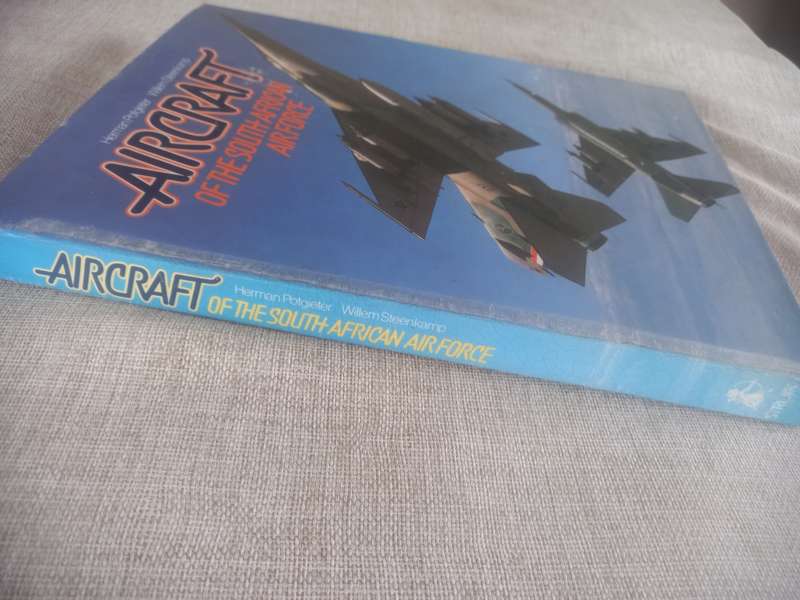 Herman Potgieter Willem Steenkamp
AIRCRAFT
OF THE SOUTH AFRICAN
AIR FORCE
AIRCRAFT
Herman Potgieter Willem Steenkamp
OF THE SOUTH AFRICAN AIR FORCE